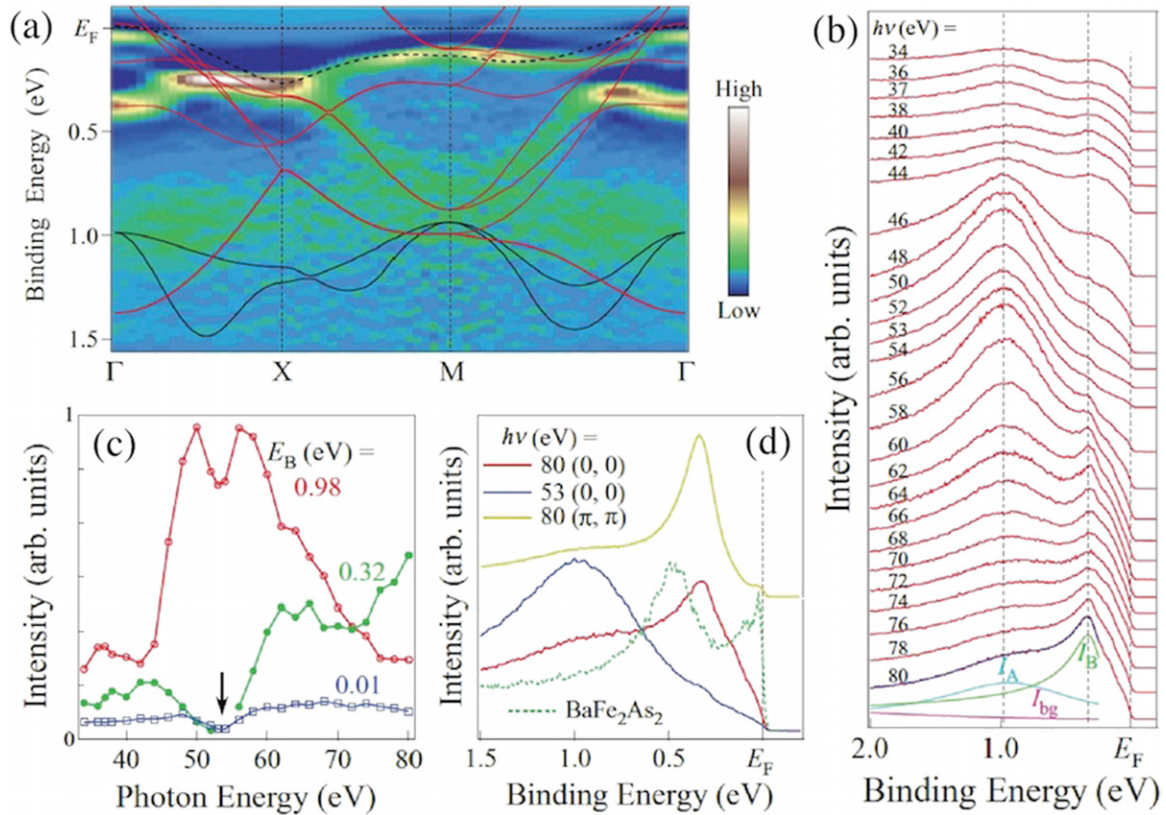 (a)
E_F
0.5
1.0
1.5
Binding Energy (eV)
Γ X M Γ
High
Low
(b)
hν (eV) =
34
36
37
38
40
42
44
46
48
50
52
53
54
56
58
60
62
64
66
68
70
72
74
76
78
80
I_A
I_B
I_bg
Intensity (arb. units)
2.0 1.0 E_F
Binding Energy (eV)
(c)
1
0
E_B (eV) =
0.98
0.32
0.01
Intensity (arb. units)
40 50 60 70 80
Photon Energy (eV)
(d)
hν (eV) =
80 (0, 0)
53 (0, 0)
80 (π, π)
BaFe₂As₂
Intensity (arb. units)
1.5 1.0 0.5 E_F
Binding Energy (eV)